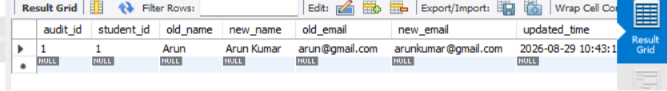 Result Grid Filter Rows: Edit: Export/Import: Wrap Cell Co
audit_id student_id old_name new_name old_email new_email updated_time
1 1 Arun Arun Kumar arun@gmail.com arunkumar@gmail.com 2026-08-29 10:43:1
NULL NULL NULL NULL NULL NULL NULL
Result
Grid